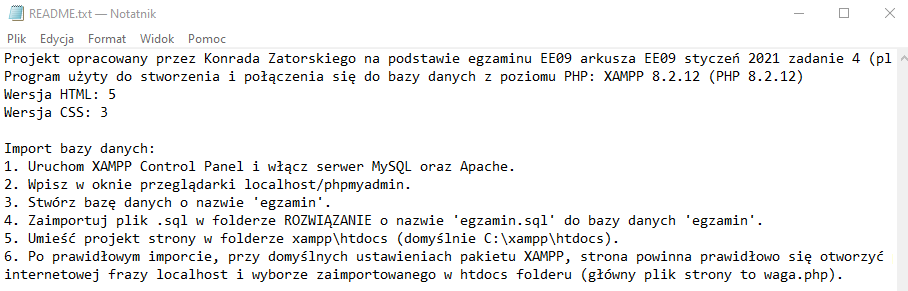 README.txt — Notatnik
Plik Edycja Format Widok Pomoc
Projekt opracowany przez Konrada Zatorskiego na podstawie egzaminu EE09 arkusza EE09 styczeń 2021 zadanie 4 (pl
Program użyty do stworzenia i połączenia się do bazy danych z poziomu PHP: XAMPP 8.2.12 (PHP 8.2.12)
Wersja HTML: 5
Wersja CSS: 3
Import bazy danych:
1. Uruchom XAMPP Control Panel i włącz serwer MySQL oraz Apache.
2. Wpisz w oknie przeglądarki localhost/phpmyadmin.
3. Stwórz bazę danych o nazwie 'egzamin'.
4. Zaimportuj plik .sql w folderze ROZWIĄZANIE o nazwie 'egzamin.sql' do bazy danych 'egzamin'.
5. Umieść projekt strony w folderze xampp\htdocs (domyślnie C:\xampp\htdocs).
6. Po prawidłowym imporcie, przy domyślnych ustawieniach pakietu XAMPP, strona powinna prawidłowo się otworzyć
internetowej frazy localhost i wyborze zaimportowanego w htdocs folderu (główny plik strony to waga.php).